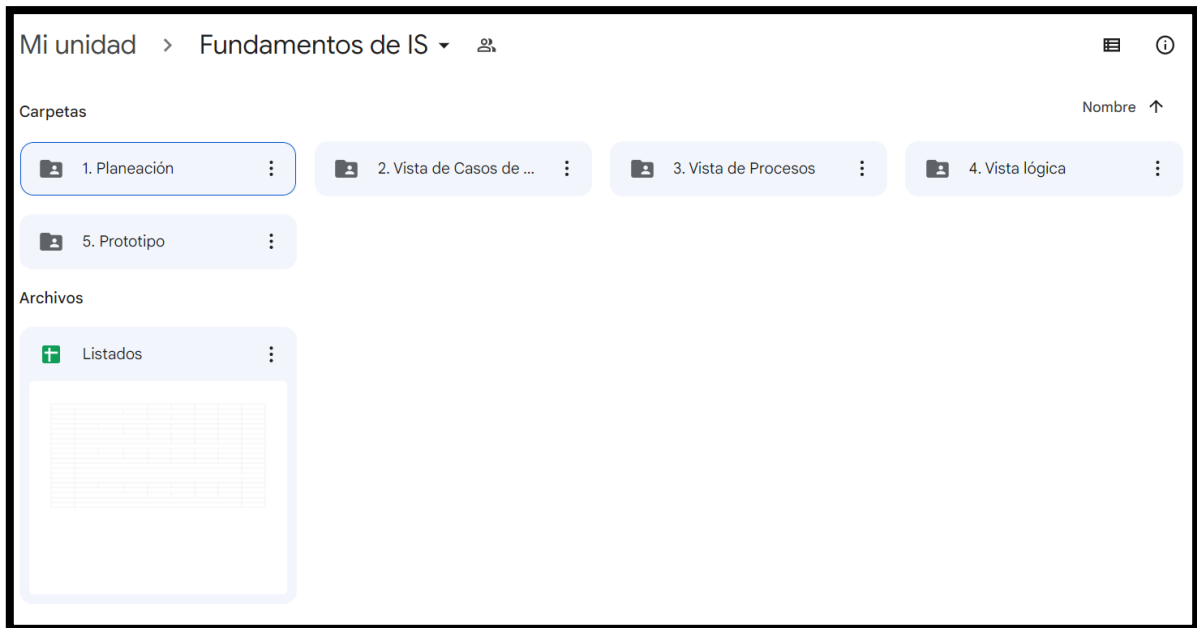 Mi unidad > Fundamentos de IS
Carpetas
Nombre
1. Planeación
2. Vista de Casos de ...
3. Vista de Procesos
4. Vista lógica
5. Prototipo
Archivos
Listados